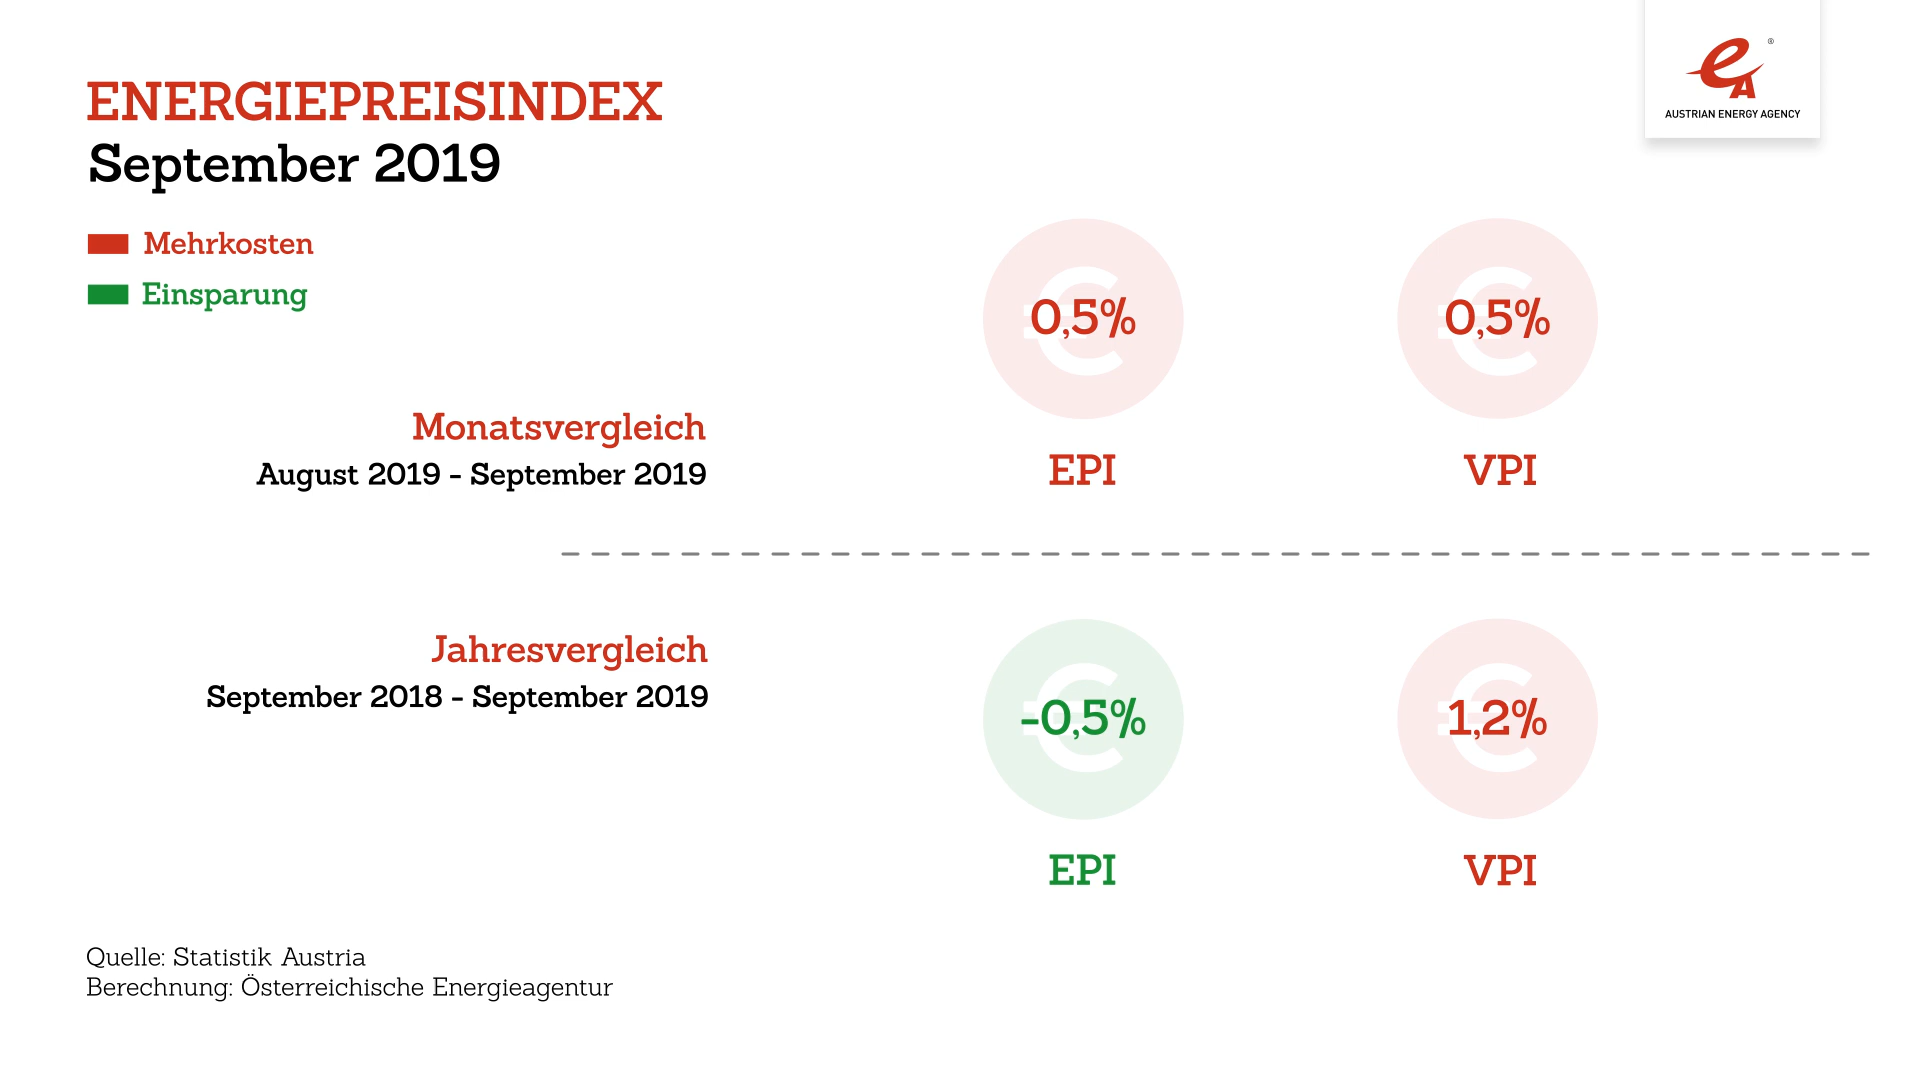 ENERGIEPREISINDEX
September 2019
Mehrkosten
Einsparung
®
AUSTRIAN ENERGY AGENCY
Monatsvergleich
August 2019 - September 2019
0,5%
EPI
0,5%
VPI
Jahresvergleich
September 2018 - September 2019
-0,5%
EPI
1,2%
VPI
Quelle: Statistik Austria
Berechnung: Österreichische Energieagentur